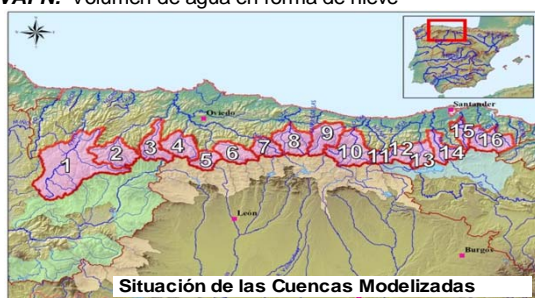 VAFN: Volumen de agua en forma de nieve
Santander
Oviedo
1
2
3
4
5
6
7
8
9
10
11
12
13
14
15
16
León
Burgos
Situación de las Cuencas Modelizadas